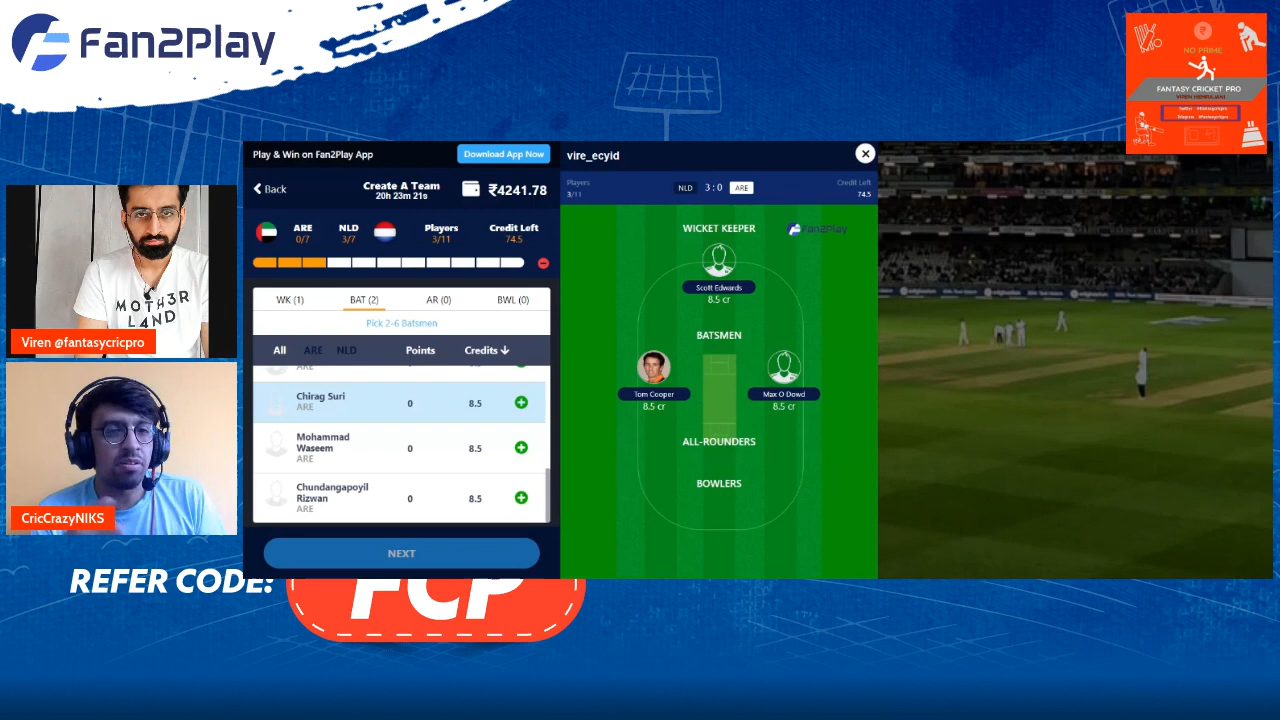 Fan2Play
NO PRIME
FANTASY CRICKET PRO
VIREN HEMRAJANI
MOTH3R
L4ND
Viren @fantasycricpro
CricCrazyNIKS
Play & Win on Fan2Play App
Download App Now
Back
Create A Team
20h 23m 21s
₹4241.78
ARE
0/7
NLD
3/7
Players
3/11
Credit Left
74.5
WK (1)
BAT (2)
AR (0)
BWL (0)
Pick 2-6 Batsmen
All
ARE
NLD
Points
Credits ↓
ARE
Chirag Suri
ARE
0
8.5
Mohammad
Waseem
ARE
0
8.5
Chundangapoyil
Rizwan
ARE
0
8.5
NEXT
vire_ecyid
Players
3/11
NLD
3 : 0
ARE
Credit Left
74.5
WICKET KEEPER
Fan2Play
Scott Edwards
8.5 cr
BATSMEN
Tom Cooper
8.5 cr
Max O Dowd
8.5 cr
ALL-ROUNDERS
BOWLERS
REFER CODE:
FCP